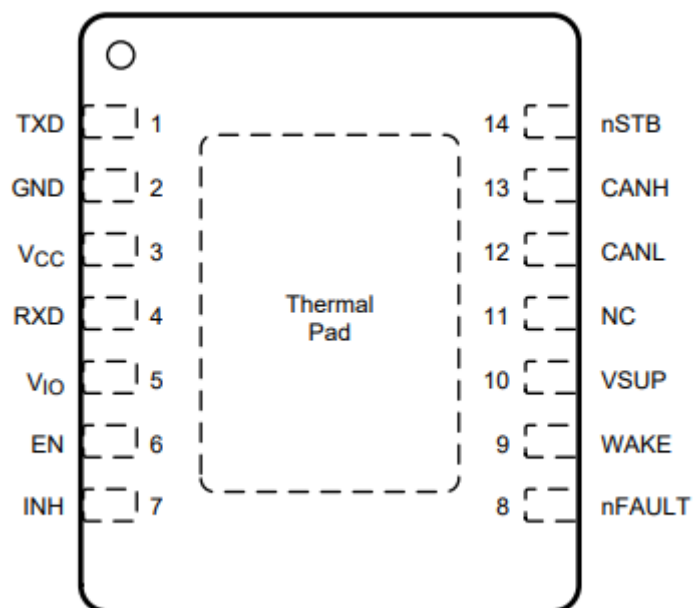 TXD 1 14 nSTB
GND 2 13 CANH
VCC 3 12 CANL
RXD 4 Thermal Pad 11 NC
VIO 5 10 VSUP
EN 6 9 WAKE
INH 7 8 nFAULT